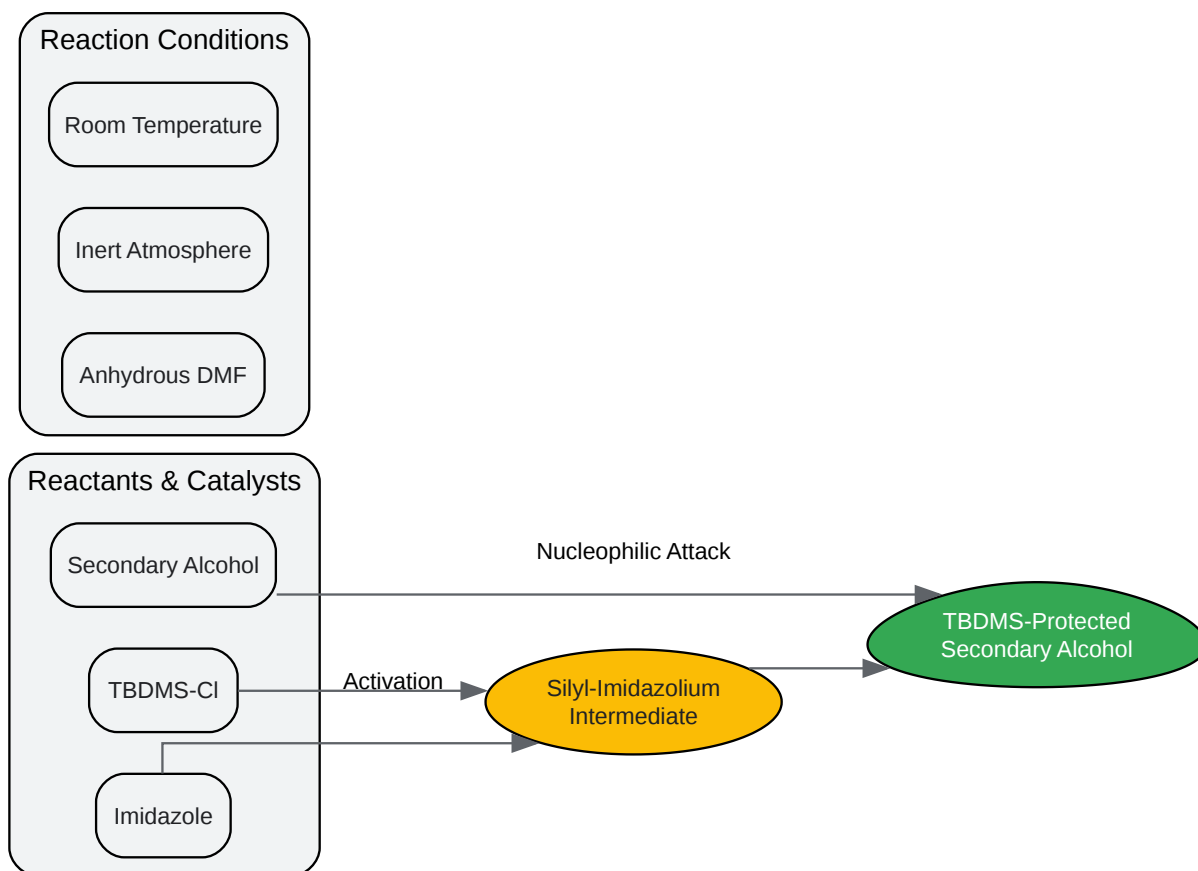 Reaction Conditions
Room Temperature
Inert Atmosphere
Anhydrous DMF
Reactants & Catalysts
Secondary Alcohol
TBDMS-Cl
Imidazole
Nucleophilic Attack
Activation
Silyl-Imidazolium
Intermediate
TBDMS-Protected
Secondary Alcohol